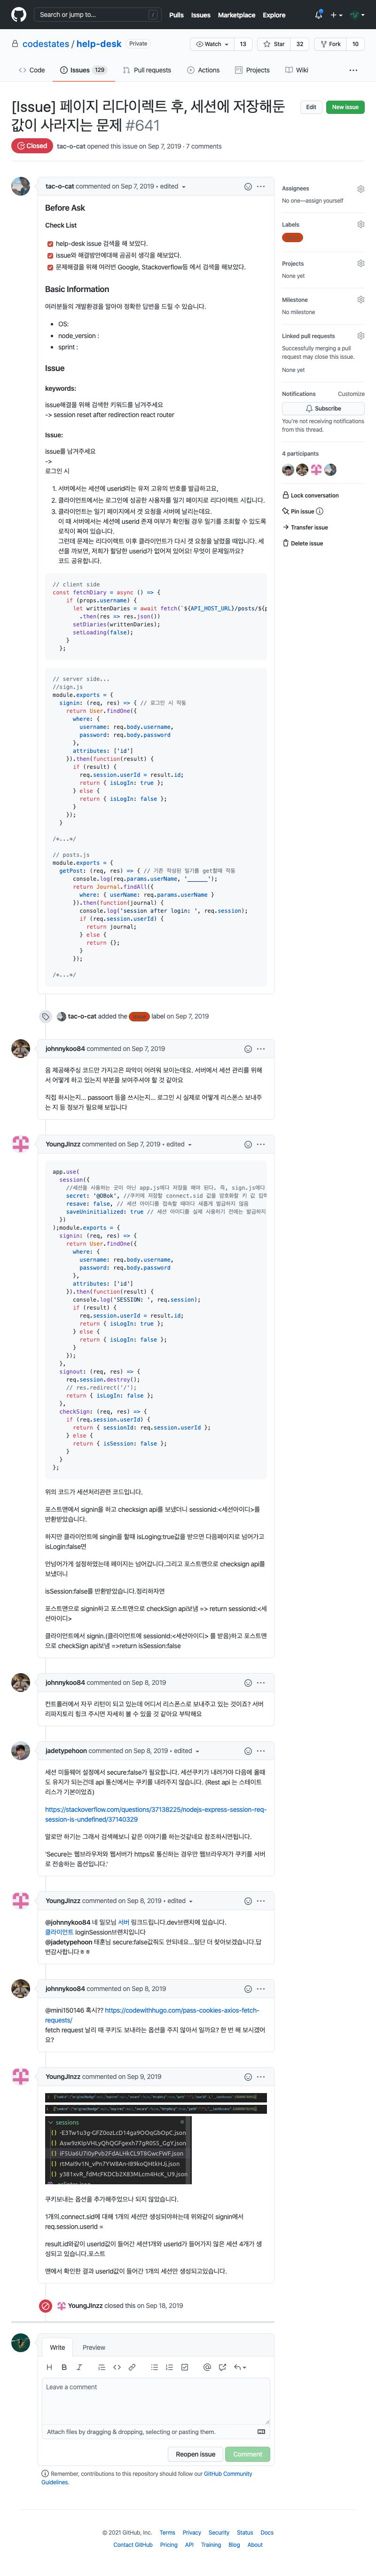 Search or jump to...
/
Pulls Issues Marketplace Explore
codestates / help-desk Private
Watch 13 Star 32 Fork 10
Code Issues 129 Pull requests Actions Projects Wiki
[Issue] 페이지 리다이렉트 후, 세션에 저장해둔
값이 사라지는 문제 #641
Edit New issue
Closed tac-o-cat opened this issue on Sep 7, 2019 · 7 comments
tac-o-cat commented on Sep 7, 2019 • edited
Before Ask
Check List
help-desk issue 검색을 해 보았다.
issue와 해결방안에대해 곰곰히 생각을 해보았다.
문제해결을 위해 여러번 Google, Stackoverflow등 에서 검색을 해보았다.
Basic Information
여러분들의 개발환경을 알아야 정확한 답변을 드릴 수 있습니다.
OS:
node_version :
sprint :
Issue
keywords:
issue해결을 위해 검색한 키워드를 남겨주세요
-> session reset after redirection react router
Issue:
issue를 남겨주세요
->
로그인 시
1. 서버에서는 세션에 userid라는 유저 고유의 번호를 발급하고요,
2. 클라이언트에서는 로그인에 성공한 사용자를 일기 페이지로 리다이렉트 시킵니다.
3. 클라이언트는 일기 페이지에서 겟 요청을 서버에 날리는데요.
이 때 서버에서는 세션에 userid 존재 여부가 확인될 경우 일기를 조회할 수 있도록
로직이 짜여 있습니다.
그런데 문제는 리다이렉트 이후 클라이언트가 다시 겟 요청을 날렸을 때입니다. 세
션을 까보면, 저희가 할당된 userid가 없어져 있어요! 무엇이 문제일까요?
코드 공유합니다.
// client side
const fetchDiary = async () => {
if (props.username) {
let writtenDaries = await fetch(`${API_HOST_URL}/posts/${p
.then(res => res.json())
setDiaries(writtenDaries);
setLoading(false);
}
};
// server side...
//sign.js
module.exports = {
signin: (req, res) => { // 로그인 시 작동
return User.findOne({
where: {
username: req.body.username,
password: req.body.password
},
attributes: ['id']
}).then(function(result) {
if (result) {
req.session.userId = result.id;
return { isLogIn: true };
} else {
return { isLogIn: false };
}
});
}
/*...*/
// posts.js
module.exports = {
getPost: (req, res) => { // 기존 작성된 일기를 get할때 작동
console.log(req.params.userName, '______');
return Journal.findAll({
where: { userName: req.params.userName }
}).then(function(journal) {
console.log('session after login: ', req.session);
if (req.session.userId) {
return journal;
} else {
return {};
}
});
/*...*/
tac-o-cat added the label on Sep 7, 2019
johnnykoo84 commented on Sep 7, 2019
음 제공해주실 코드만 가지고은 파악이 어려워 보이는데요. 서버에서 세션 관리를 위해
서 어떻게 하고 있는지 부분을 보여주셔야 할 것 같아요
직접 하시는지... passoort 등을 쓰시는지... 로그인 시 실제로 어떻게 리스폰스 보내주
는 지 등 정보가 필요해 보입니다
YoungJinzz commented on Sep 7, 2019 • edited
app.use(
session({
//세션을 사용하는 곳이 아닌 app.js에다 저장을 해야 된다. 즉, sign.js에다
secret: '@OBok', //쿠키에 저장할 connect.sid 값을 암호화할 키 값 입력
resave: false, // 세션 아이디를 접속할 때마다 새롭게 발급하지 않음
saveUninitialized: true // 세션 아이디를 실제 사용하기 전에는 발급하지
})
);module.exports = {
signin: (req, res) => {
return User.findOne({
where: {
username: req.body.username,
password: req.body.password
},
attributes: ['id']
}).then(function(result) {
console.log('SESSION: ', req.session);
if (result) {
req.session.userId = result.id;
return { isLogIn: true };
} else {
return { isLogIn: false };
}
});
},
signout: (req, res) => {
req.session.destroy();
// res.redirect('/');
return { isLogIn: false };
},
checkSign: (req, res) => {
if (req.session.userId) {
return { sessionId: req.session.userId };
} else {
return { isSession: false };
}
}
};
위의 코드가 세션처리관련 코드입니다.
포스트맨에서 signin을 하고 checksign api를 보냈더니 sessionid:<세션아이디>를
반환받았습니다.
하지만 클라이언트에서 singin을 할때 isLoging:true값을 받으면 다음페이지로 넘어가고
isLogin:false면
안넘어가게 설정하였는데 페이지는 넘어갑니다.그리고 포스트맨으로 checksign api를
보냈더니
isSession:false를 반환받았습니다.정리하자면
포스트맨으로 signin하고 포스트맨으로 checkSign api보냄 => return sessionId:<세
션아이디>
클라이언트에서 signin.(클라이언트에 sessionId:<세션아이디> 를 받음)하고 포스트맨
으로 checkSign api보냄 =>return isSession:false
johnnykoo84 commented on Sep 8, 2019
컨트롤러에서 자꾸 리턴이 되고 있는데 어디서 리스폰스로 보내주고 있는 것이죠? 서버
리파지토리 링크 주시면 자세히 볼 수 있을 것 같아요 부탁해요
jadetypehoon commented on Sep 8, 2019 • edited
세션 미들웨어 설정에서 secure:false가 필요합니다. 세션쿠키가 내려가야 다음에 올때
도 유지가 되는건데 api 통신에서는 쿠키를 내려주지 않습니다. (Rest api 는 스테이트
리스가 기본이었죠)
https://stackoverflow.com/questions/37138225/nodejs-express-session-req-
session-is-undefined/37140329
말로만 하기는 그래서 검색해보니 같은 이야기를 하는것같네요 참조하시면됩니다.
'Secure는 웹브라우저와 웹서버가 https로 통신하는 겸우만 웹브라우저가 쿠키를 서버
로 전송하는 옵션입니다.'
YoungJinzz commented on Sep 8, 2019 • edited
@johnnykoo84 네 일모님 서버 링크드립니다.dev브랜치에 있습니다.
클라이언트 loginSession브랜치입니다
@jadetypehoon 태훈님 secure:false값줘도 안되네요...일단 더 찾아보겠습니다.답
변감사합니다ㅎㅎ
johnnykoo84 commented on Sep 8, 2019
@mini150146 혹시?? https://codewithhugo.com/pass-cookies-axios-fetch-
requests/
fetch request 날리 때 쿠키도 보내라는 옵션을 주지 않아서 일까요? 한 번 해 보시겠어
요?
YoungJinzz commented on Sep 9, 2019
sessions
쿠키보내는 옵션을 추가해주었으나 되지 않았습니다.
1개의.connect.sid에 대해 1개의 세션만 생성되야하는데 위와같이 signin에서
req.session.userId =
result.id와같이 userId값이 들어간 세션1개와 userId가 들어가지 않은 세션 4개가 생
성되고 있습니다.포스트
맨에서 확인한 결과 userId값이 들어간 1개의 세션만 생성되고있습니다.
YoungJinzz closed this on Sep 18, 2019
Write Preview
Leave a comment
Attach files by dragging & dropping, selecting or pasting them.
Reopen issue Comment
Remember, contributions to this repository should follow our GitHub Community
Guidelines.
Assignees
No one—assign yourself
Labels
Projects
None yet
Milestone
No milestone
Linked pull requests
Successfully merging a pull
request may close this issue.
None yet
Notifications Customize
Subscribe
You're not receiving notifications
from this thread.
4 participants
Lock conversation
Pin issue
Transfer issue
Delete issue
© 2021 GitHub, Inc. Terms Privacy Security Status Docs
Contact GitHub Pricing API Training Blog About